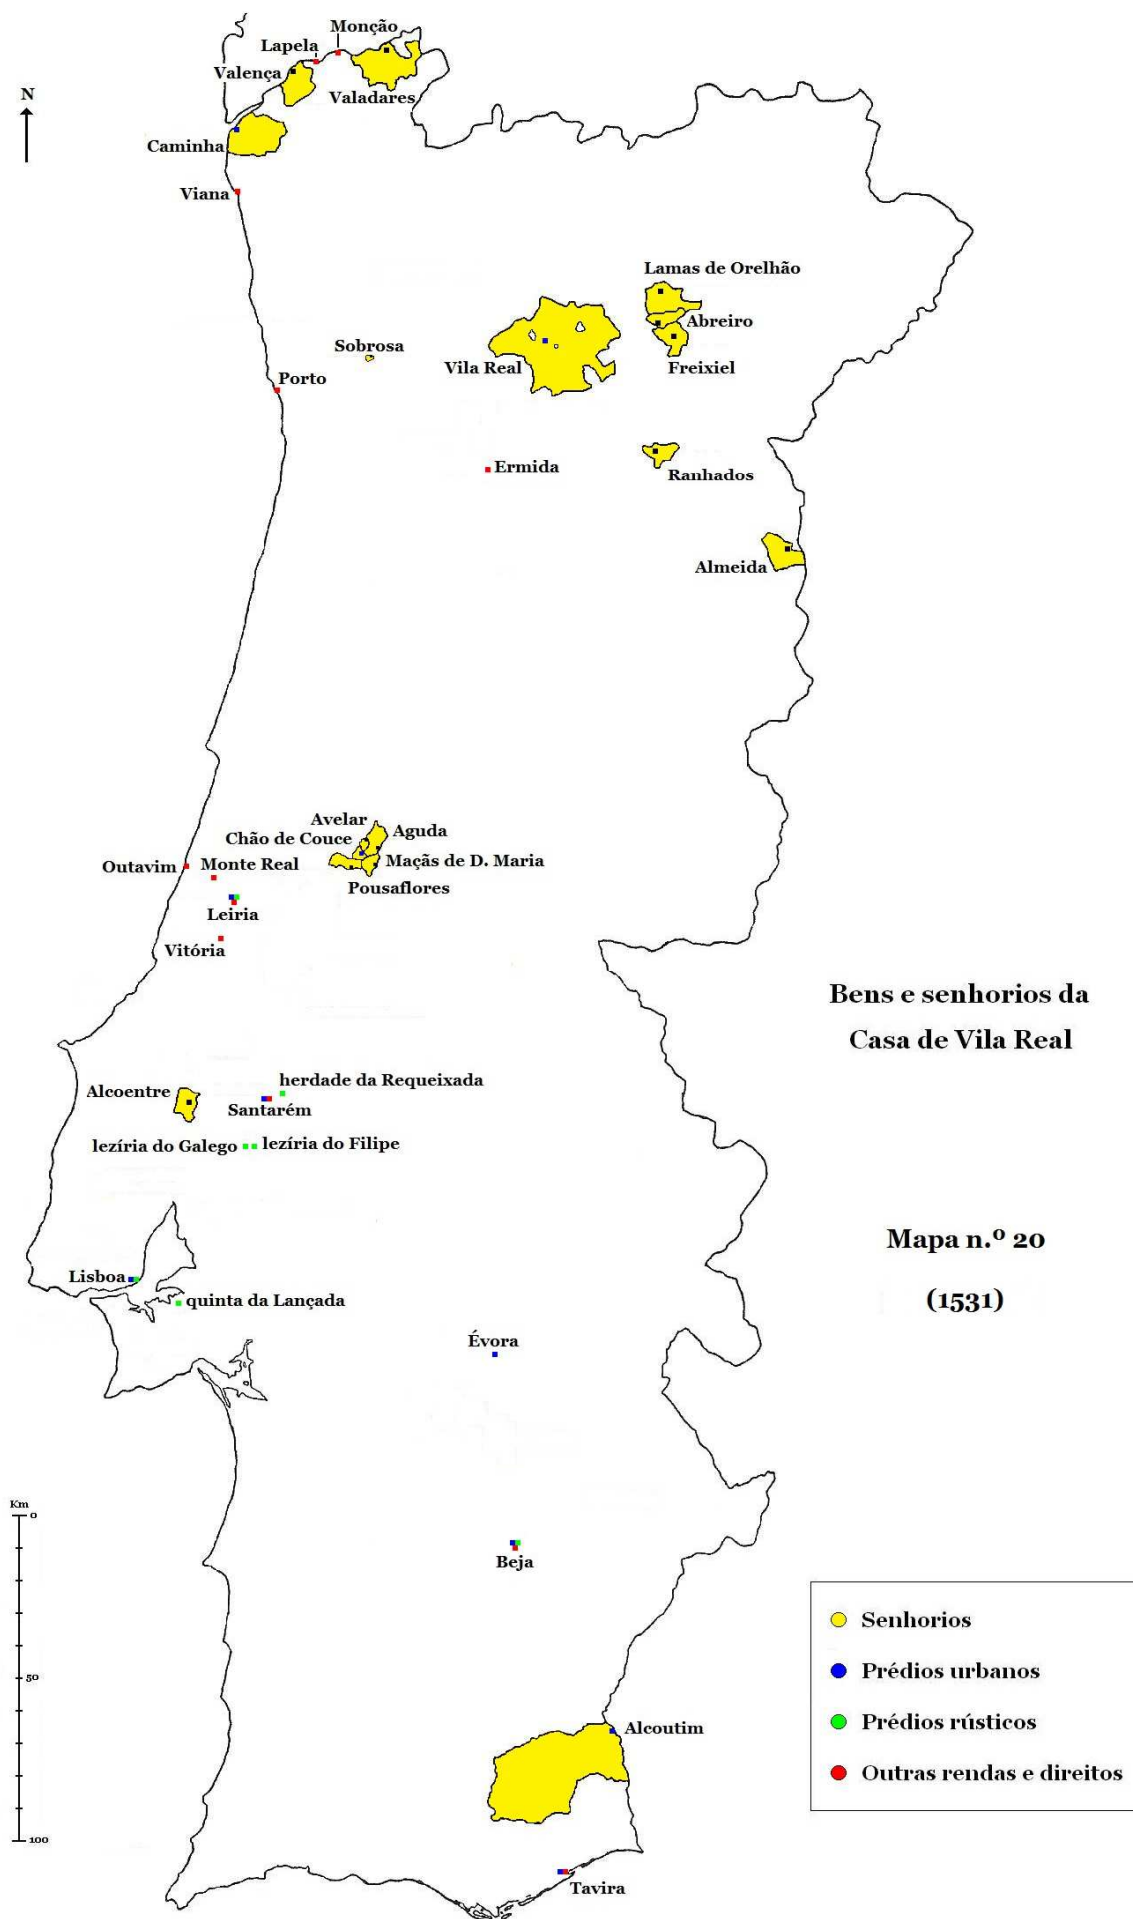 Monção
Lapela
Valença
Valadares
N
Caminha
Viana
Lamas de Orelhão
Abreiro
Sobrosa
Vila Real
Freixiel
Porto
Ermida
Ranhados
Almeida
Avelar
Chão de Couce
Aguda
Outavim
Monte Real
Maçãs de D. Maria
Pousaflores
Leiria
Vitória
Bens e senhorios da
Casa de Vila Real
herdade da Requeixada
Alcoentre
Santarém
lezíria do Galego
lezíria do Filipe
Mapa n.º 20
(1531)
Lisboa
quinta da Lançada
Évora
Km
0
50
100
Beja
Senhorios
Prédios urbanos
Prédios rústicos
Outras rendas e direitos
Alcoutim
Tavira